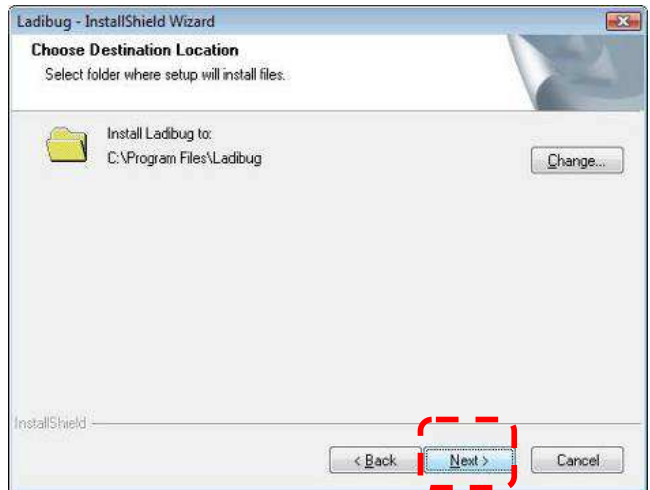 Ladibug - InstallShield Wizard
Choose Destination Location
Select folder where setup will install files.
Install Ladibug to:
C:\Program Files\Ladibug
Change...
InstallShield
< Back Next > Cancel